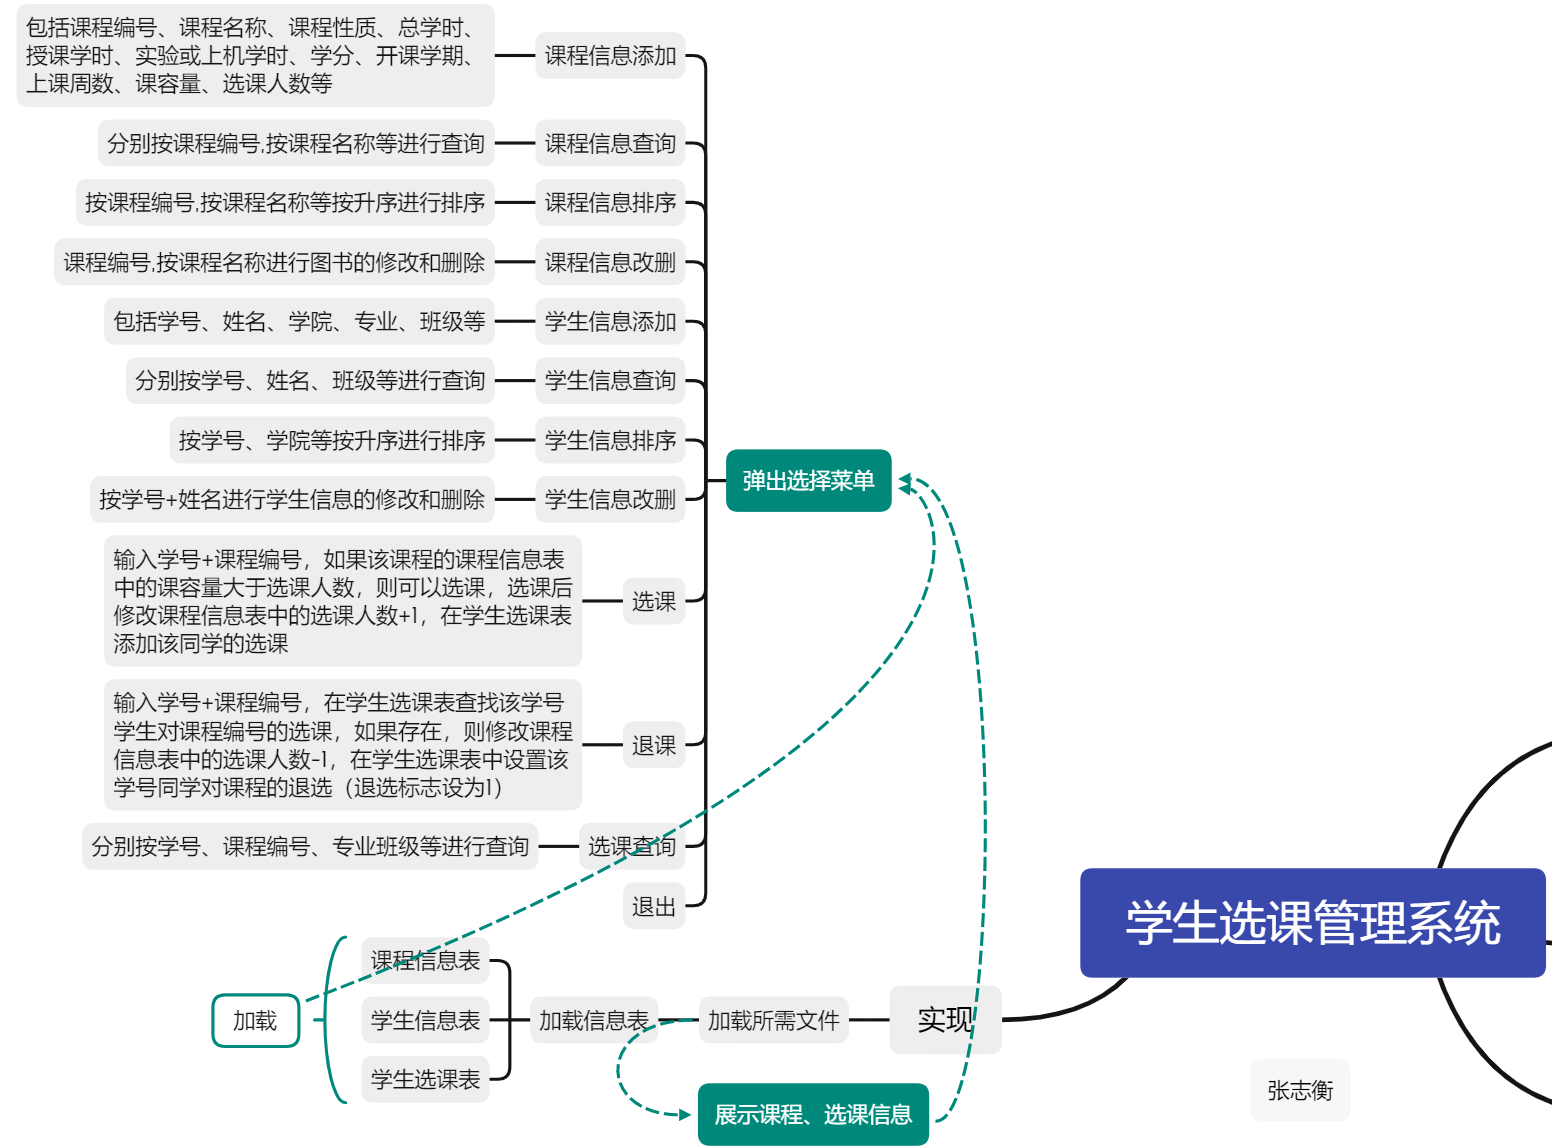 包括课程编号、课程名称、课程性质、总学时、
授课学时、实验或上机学时、学分、开课学期、
上课周数、课容量、选课人数等
课程信息添加
分别按课程编号,按课程名称等进行查询
课程信息查询
按课程编号,按课程名称等按升序进行排序
课程信息排序
课程编号,按课程名称进行图书的修改和删除
课程信息改删
包括学号、姓名、学院、专业、班级等
学生信息添加
分别按学号、姓名、班级等进行查询
学生信息查询
按学号、学院等按升序进行排序
学生信息排序
按学号+姓名进行学生信息的修改和删除
学生信息改删
弹出选择菜单
输入学号+课程编号，如果该课程的课程信息表
中的课容量大于选课人数，则可以选课，选课后
修改课程信息表中的选课人数+1，在学生选课表
添加该同学的选课
选课
输入学号+课程编号，在学生选课表查找该学号
学生对课程编号的选课，如果存在，则修改课程
信息表中的选课人数-1，在学生选课表中设置该
学号同学对课程的退选（退选标志设为1）
退课
分别按学号、课程编号、专业班级等进行查询
选课查询
退出
学生选课管理系统
课程信息表
加载
学生信息表
加载信息表
加载所需文件
实现
学生选课表
张志衡
展示课程、选课信息